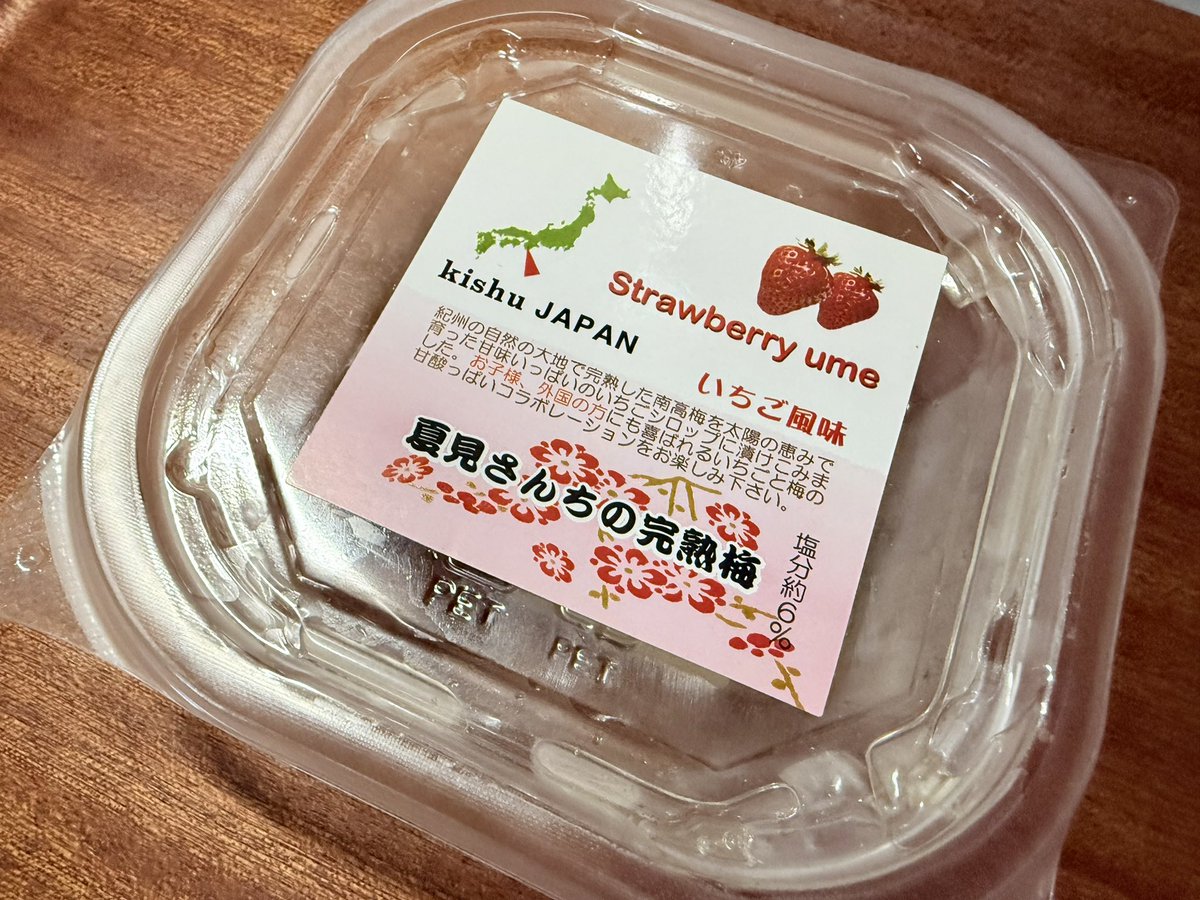 kishu JAPAN
Strawberry ume
いちご風味
紀州の自然の大地で完熟した南高梅を太陽の恵みで
育った甘味いっぱいのいちごシロップに漬けこみま
した。お子様、外国の方にも喜ばれるいちごと梅の
甘酸っぱいコラボレーションをお楽しみ下さい。
夏見さんちの完熟梅
塩分約6%
PET
PET